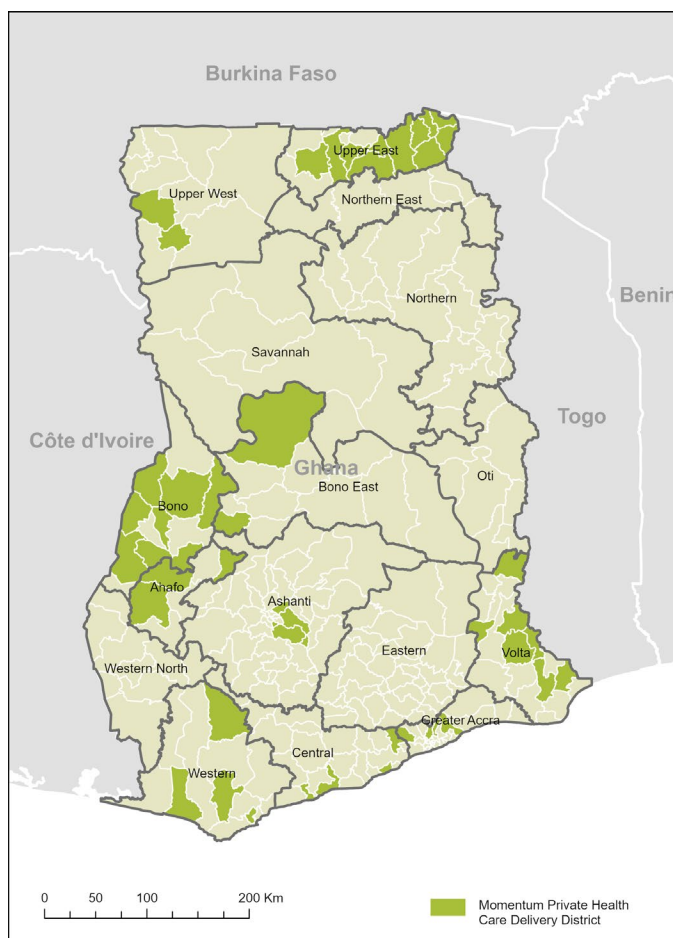 Burkina Faso
Upper East
Upper West
Northern East
Northern
Benin
Savannah
Togo
Côte d'Ivoire
Ghana
Oti
Bono East
Bono
Ahafo
Ashanti
Eastern
Volta
Western North
Greater Accra
Central
Western
0 50 100 200 Km
Momentum Private Health
Care Delivery District